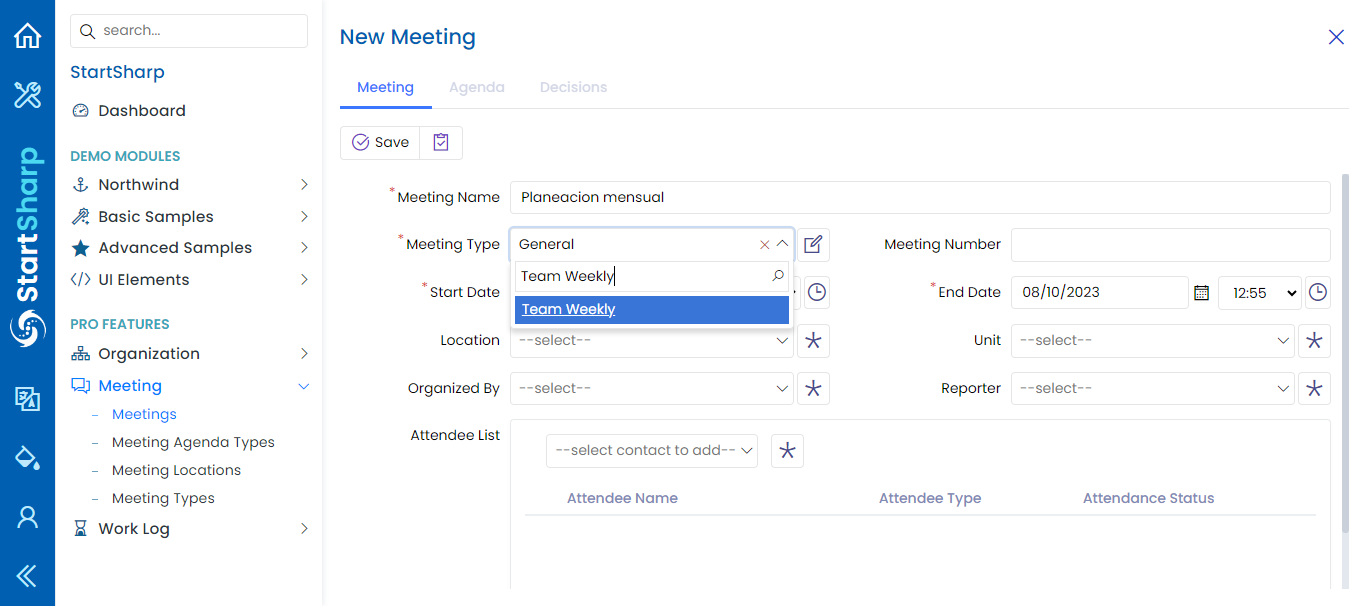 search...
StartSharp
Dashboard
DEMO MODULES
Northwind
Basic Samples
Advanced Samples
UI Elements
PRO FEATURES
Organization
Meeting
Meetings
Meeting Agenda Types
Meeting Locations
Meeting Types
Work Log
StartSharp
New Meeting
Meeting Agenda Decisions
Save
* Meeting Name Planeacion mensual
* Meeting Type General
Meeting Number
Team Weekly
Team Weekly
* Start Date
* End Date 08/10/2023 12:55
Location --select--
Unit --select--
Organized By --select--
Reporter --select--
Attendee List
--select contact to add--
Attendee Name Attendee Type Attendance Status